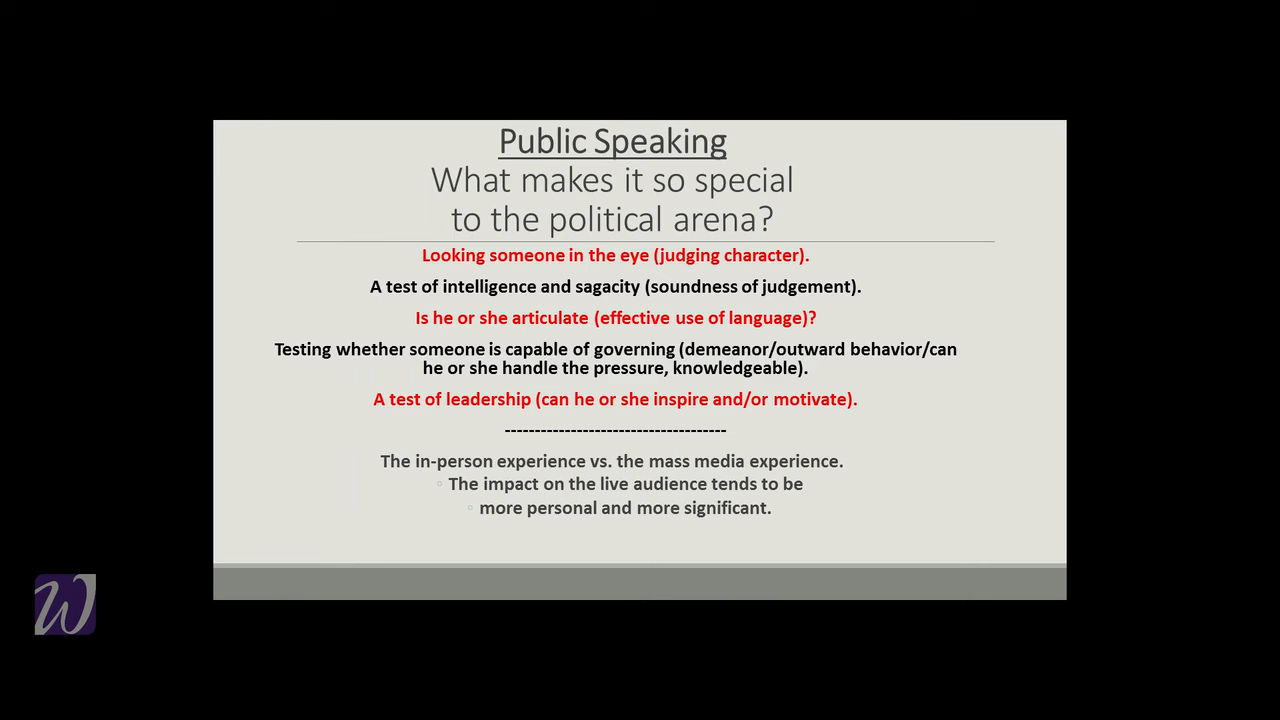 Public Speaking
What makes it so special
to the political arena?
Looking someone in the eye (judging character).
A test of intelligence and sagacity (soundness of judgement).
Is he or she articulate (effective use of language)?
Testing whether someone is capable of governing (demeanor/outward behavior/can
he or she handle the pressure, knowledgeable).
A test of leadership (can he or she inspire and/or motivate).
-------------------------------------
The in-person experience vs. the mass media experience.
◦ The impact on the live audience tends to be
◦ more personal and more significant.
W